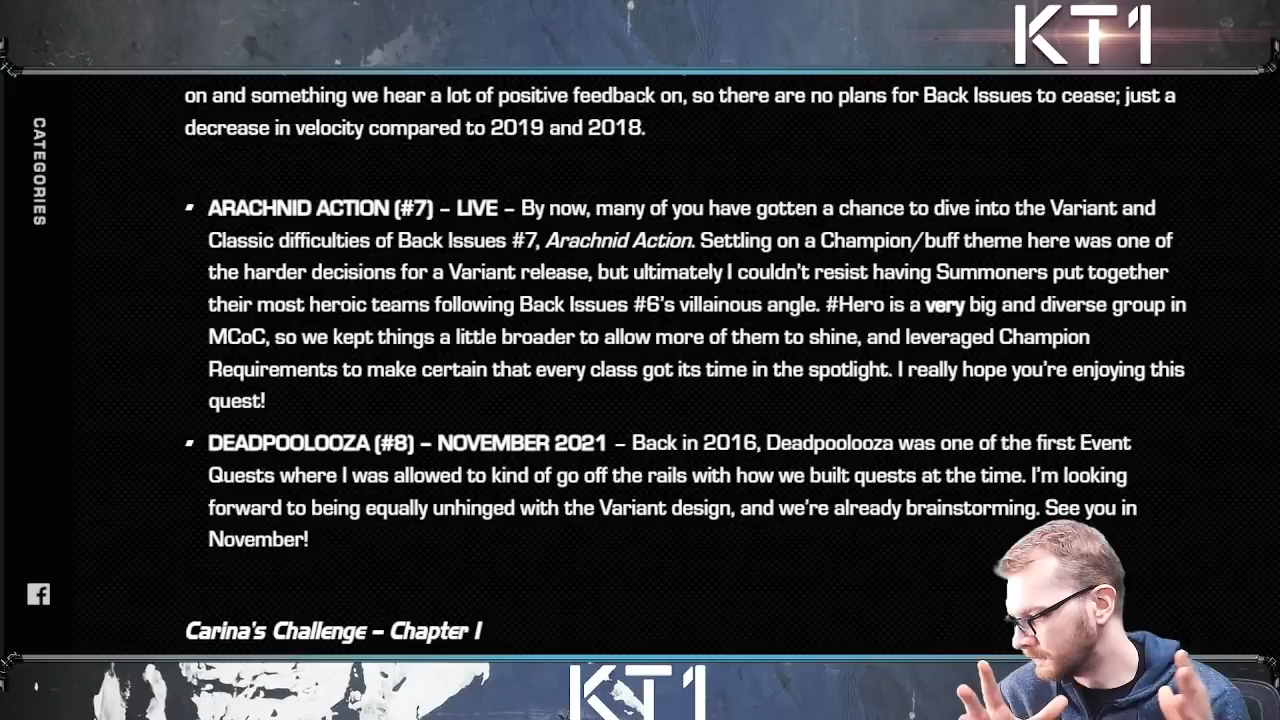 KT1
CATEGORIES
on and something we hear a lot of positive feedback on, so there are no plans for Back Issues to cease; just a
decrease in velocity compared to 2019 and 2018.
ARACHNID ACTION (#7) – LIVE – By now, many of you have gotten a chance to dive into the Variant and
Classic difficulties of Back Issues #7, Arachnid Action. Settling on a Champion/buff theme here was one of
the harder decisions for a Variant release, but ultimately I couldn't resist having Summoners put together
their most heroic teams following Back Issues #6's villainous angle. #Hero is a very big and diverse group in
MCoC, so we kept things a little broader to allow more of them to shine, and leveraged Champion
Requirements to make certain that every class got its time in the spotlight. I really hope you're enjoying this
quest!
DEADPOOLOOZA (#8) – NOVEMBER 2021 – Back in 2016, Deadpoolooza was one of the first Event
Quests where I was allowed to kind of go off the rails with how we built quests at the time. I'm looking
forward to being equally unhinged with the Variant design, and we're already brainstorming. See you in
November!
Carina's Challenge – Chapter I
KT1